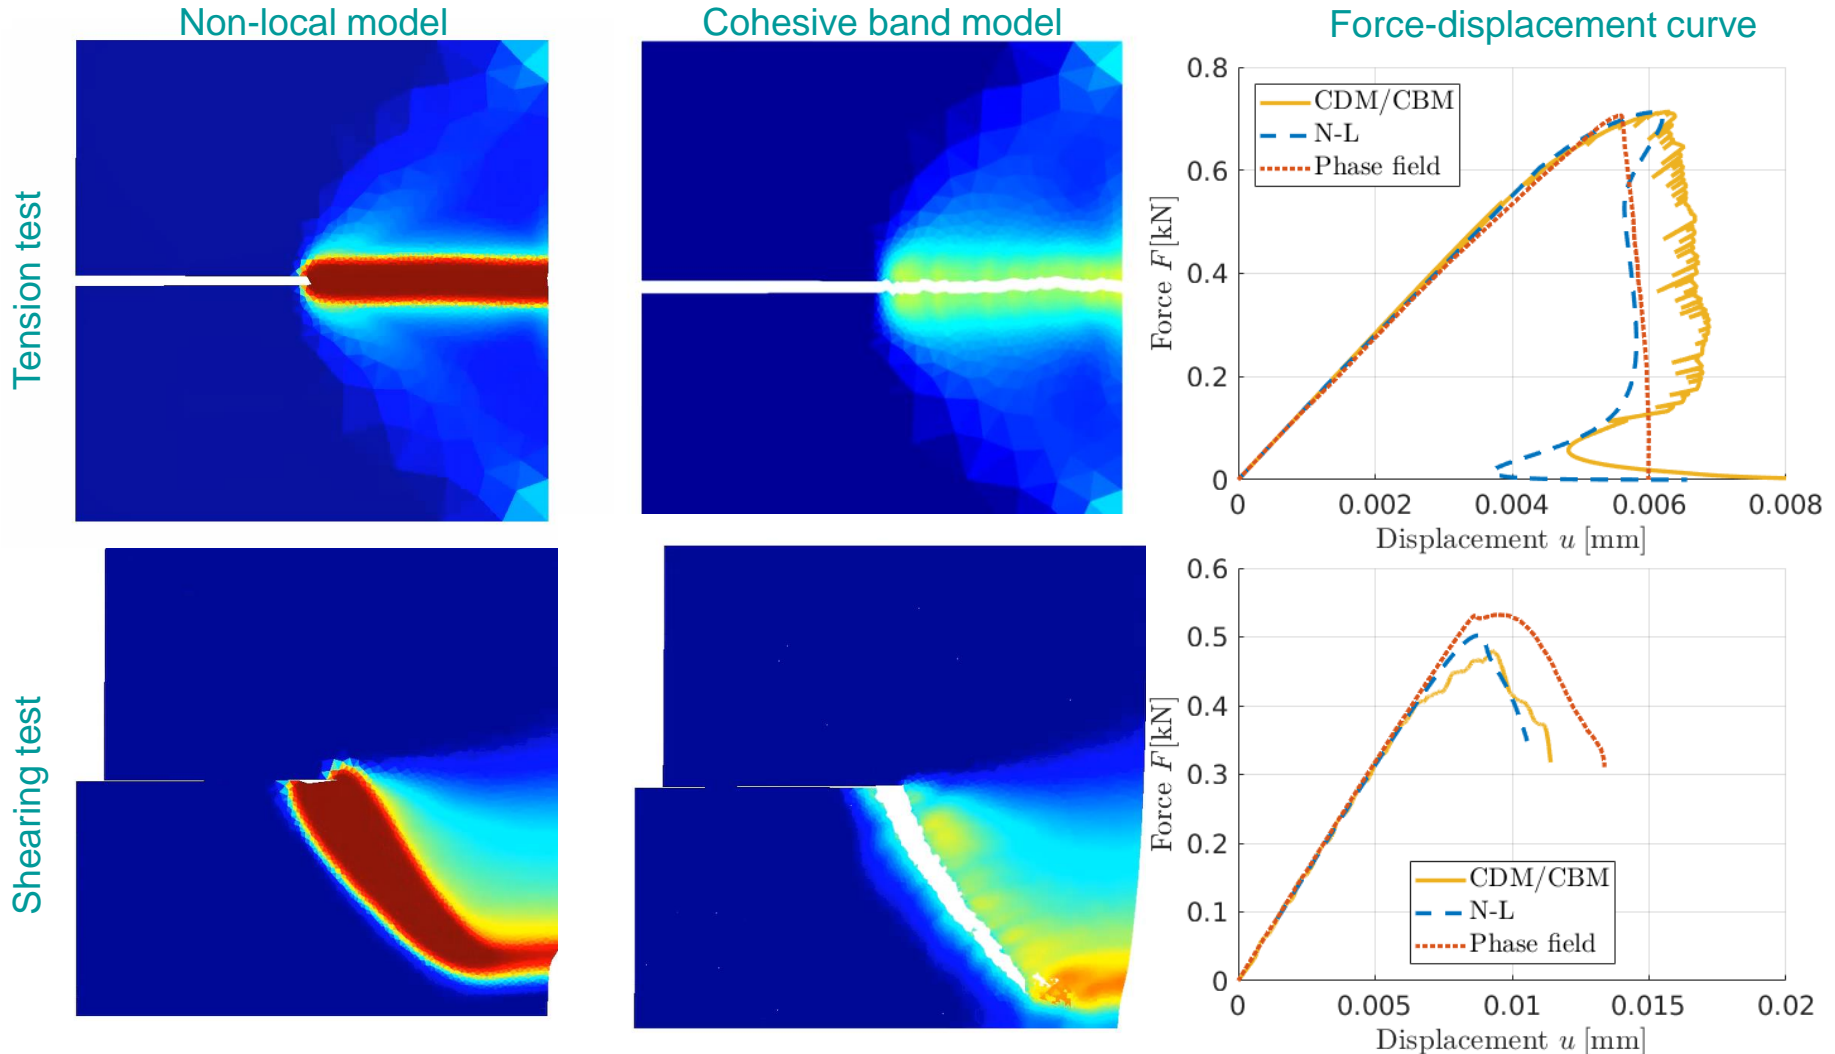 Non-local model
Cohesive band model
Force-displacement curve
Tension test
0.8
0.6
0.4
0.2
0
Force F [kN]
CDM/CBM
N-L
Phase field
0
0.002
0.004
0.006
0.008
Displacement u [mm]
Shearing test
0.6
0.5
0.4
0.3
0.2
0.1
0
Force F [kN]
CDM/CBM
N-L
Phase field
0
0.005
0.01
0.015
0.02
Displacement u [mm]